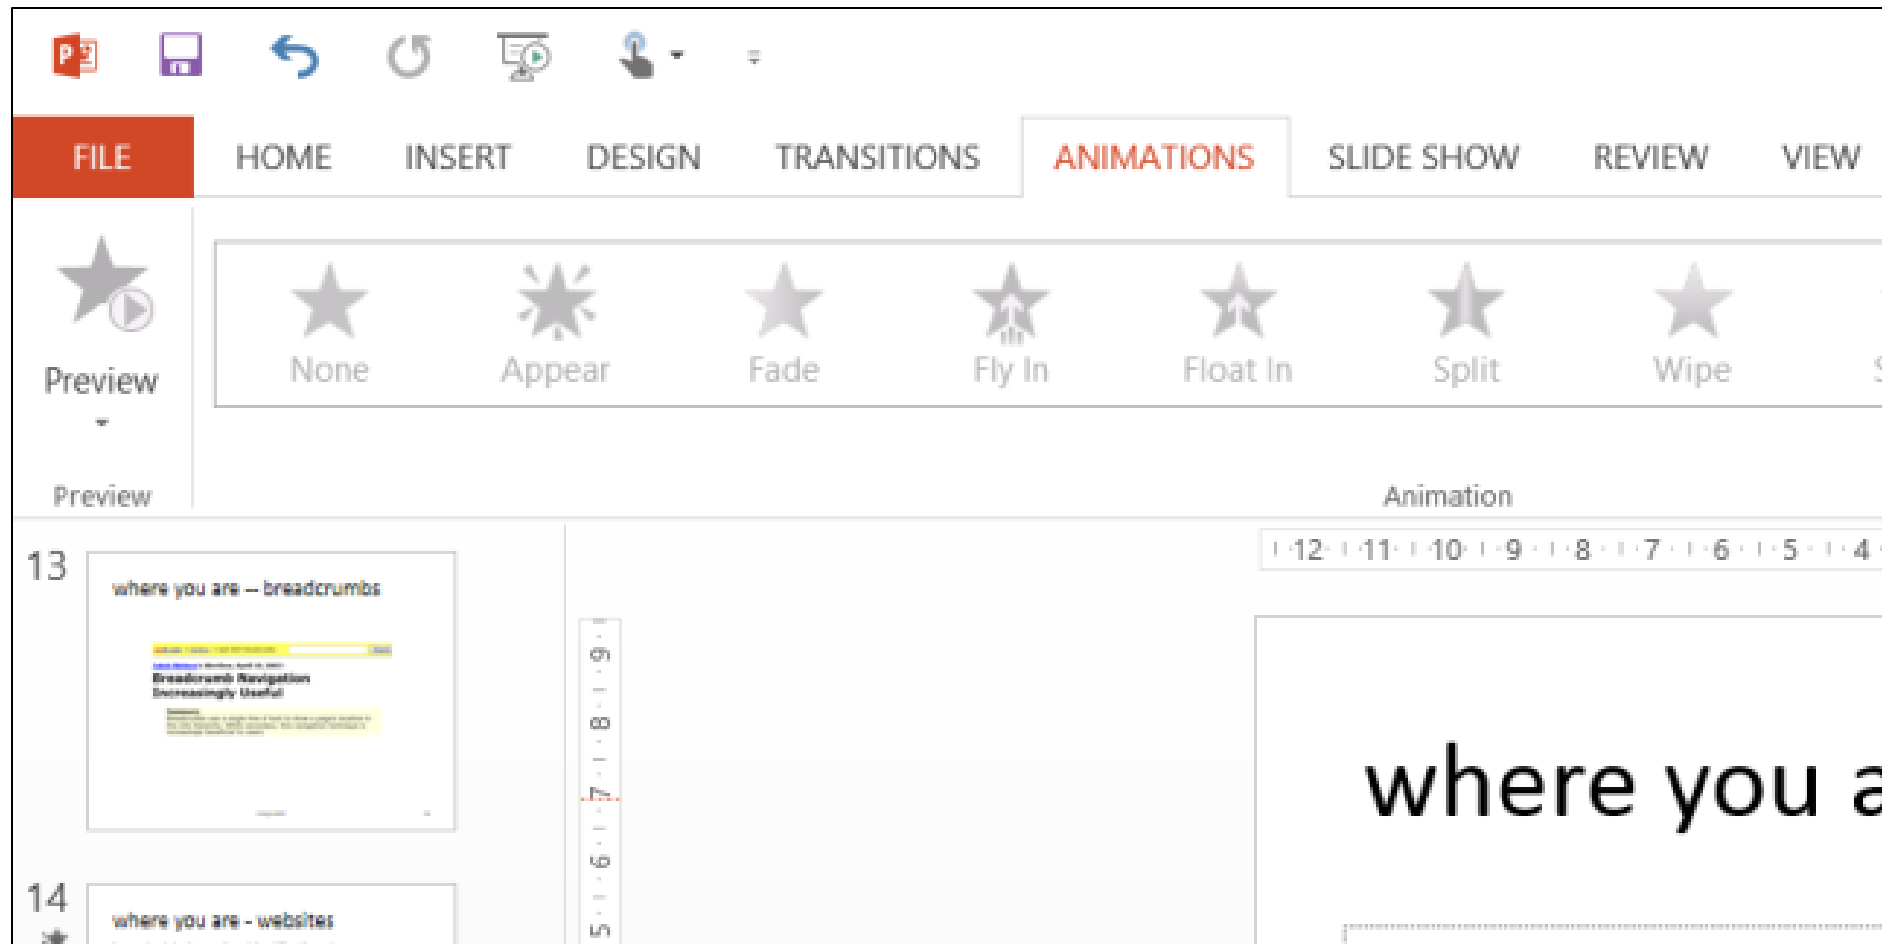 FILE HOME INSERT DESIGN TRANSITIONS ANIMATIONS SLIDE SHOW REVIEW VIEW
Preview
None Appear Fade Fly In Float In Split Wipe
Preview
Animation
12 11 10 9 8 7 6 5 4
13
where you are – breadcrumbs
Breadcrumb Navigation
Increasingly Useful
14
where you are - websites
9
8
7
6
5
where you a